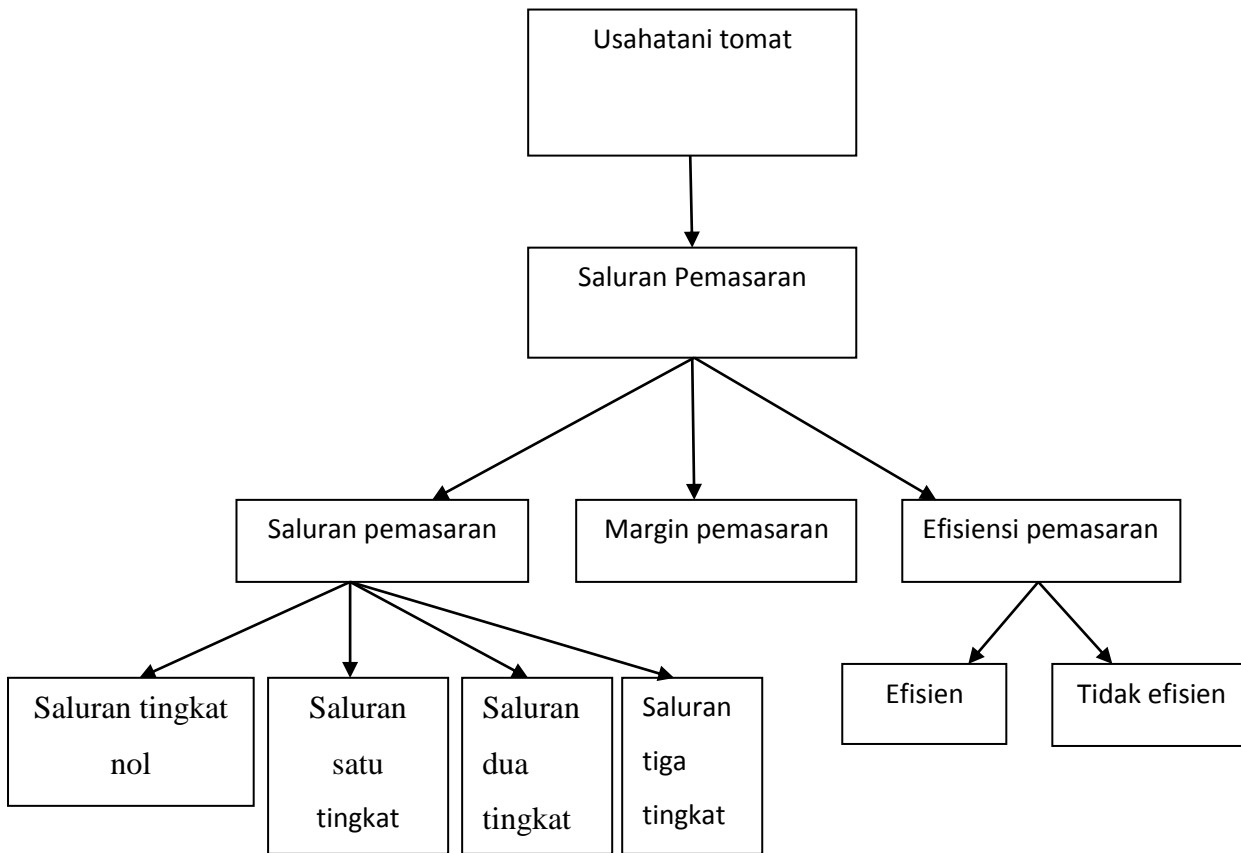 Usahatani tomat
Saluran Pemasaran
Saluran pemasaran
Margin pemasaran
Efisiensi pemasaran
Saluran tingkat
nol
Saluran
satu
tingkat
Saluran
dua
tingkat
Saluran
tiga
tingkat
Efisien
Tidak efisien